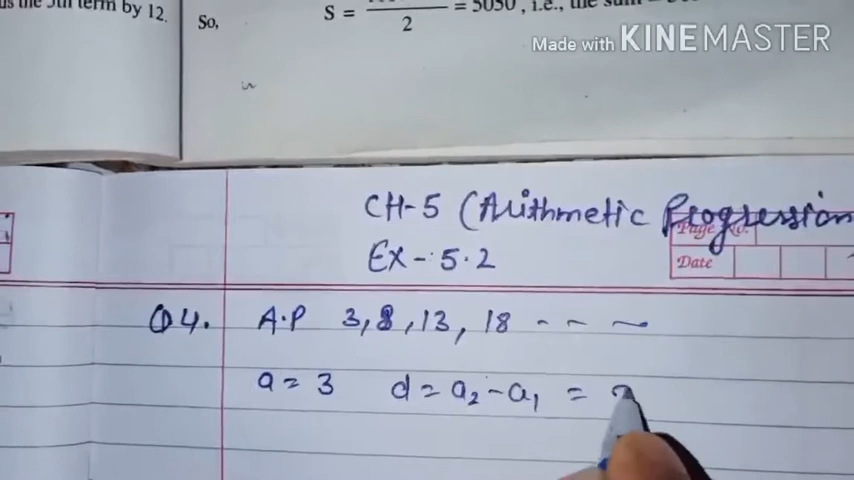 us the 5th term by 12.
So,
S = 
2
= 5050, i.e., the sum
Made with KINEMASTER
CH-5 (Arithmetic Progression
Page No.
Ex-5.2
Date
Q4. A.P 3, 8, 13, 18 - - -
a = 3 d = a2 - a1 =